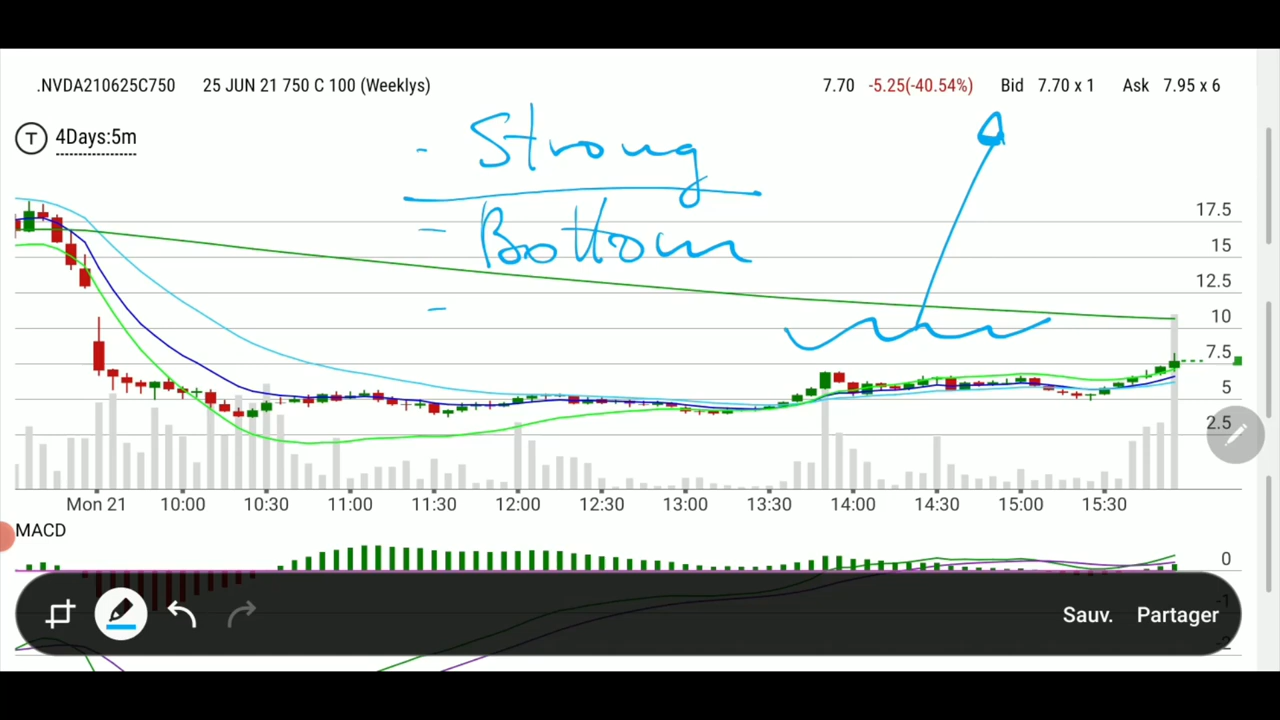 .NVDA210625C750 25 JUN 21 750 C 100 (Weeklys) 7.70 -5.25(-40.54%) Bid 7.70 x 1 Ask 7.95 x 6
T 4Days:5m
- Strong
- Bottom
-
17.5
15
12.5
10
7.5
5
2.5
Mon 21 10:00 10:30 11:00 11:30 12:00 12:30 13:00 13:30 14:00 14:30 15:00 15:30
MACD
0
-1
-2
Sauv. Partager